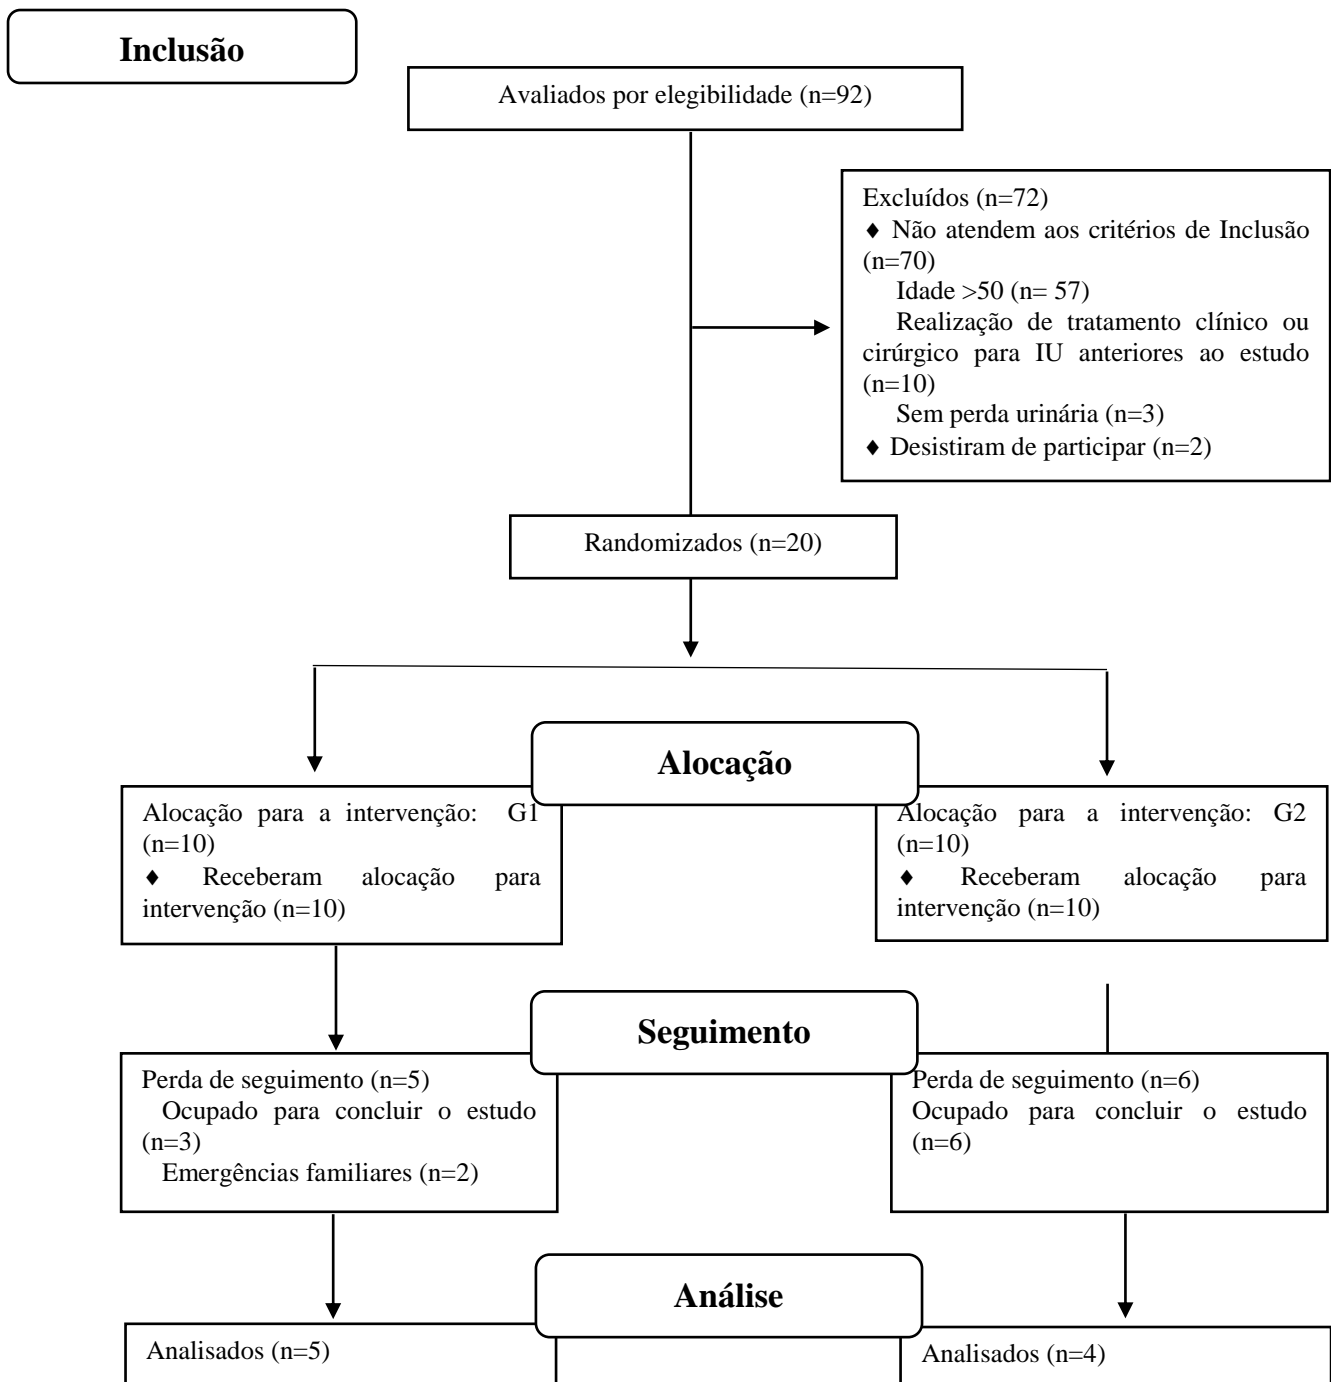 Inclusão
Avaliados por elegibilidade (n=92)
Excluídos (n=72)
♦ Não atendem aos critérios de Inclusão
(n=70)
Idade >50 (n= 57)
Realização de tratamento clínico ou
cirúrgico para IU anteriores ao estudo
(n=10)
Sem perda urinária (n=3)
♦ Desistiram de participar (n=2)
Randomizados (n=20)
Alocação
Alocação para a intervenção: G1
(n=10)
♦ Receberam alocação para
intervenção (n=10)
Alocação para a intervenção: G2
(n=10)
♦ Receberam alocação para
intervenção (n=10)
Seguimento
Perda de seguimento (n=5)
Ocupado para concluir o estudo
(n=3)
Emergências familiares (n=2)
Perda de seguimento (n=6)
Ocupado para concluir o estudo
(n=6)
Análise
Analisados (n=5)
Analisados (n=4)